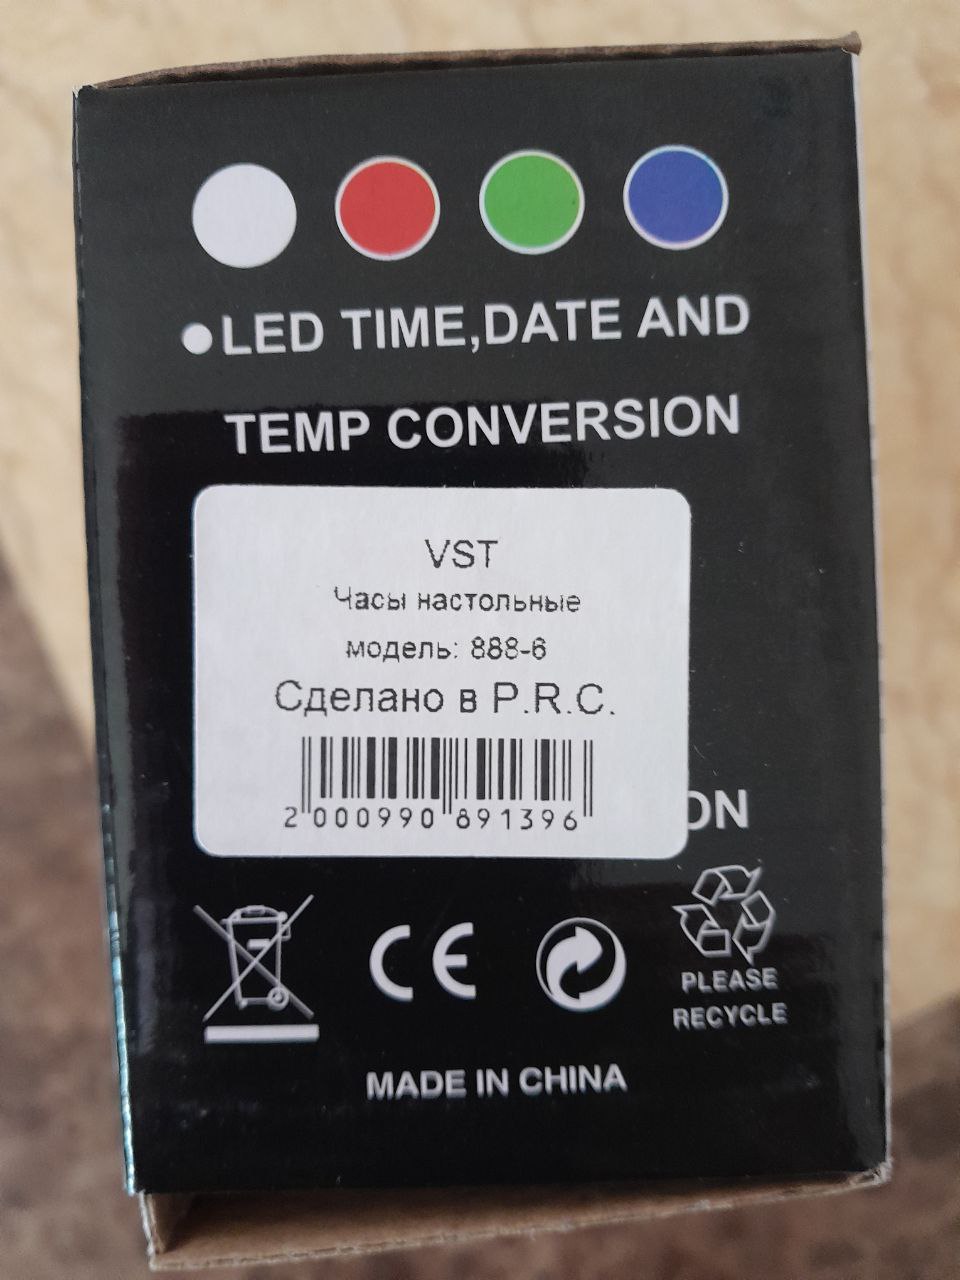 LED TIME,DATE AND
TEMP CONVERSION
VST
Часы настольные
модель: 888-6
Сделано в P.R.C.
2 000990 891396
CE
PLEASE
RECYCLE
MADE IN CHINA